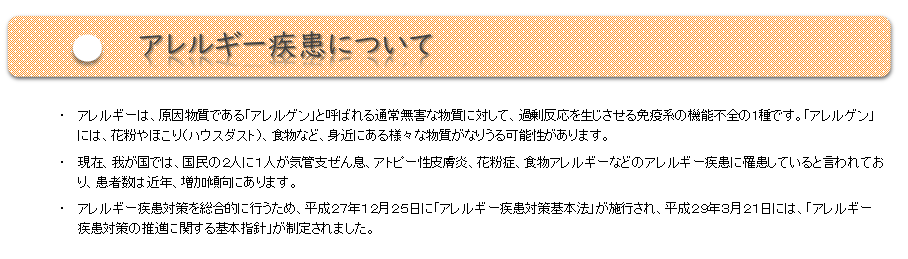 アレルギー疾患について
・ アレルギーは、原因物質である「アレルゲン」と呼ばれる通常無害な物質に対して、過剰反応を生じさせる免疫系の機能不全の1種です。「アレルゲン」
には、花粉やほこり(ハウスダスト)、食物など、身近にある様々な物質がなりうる可能性があります。
・ 現在、我が国では、国民の2人に1人が気管支ぜん息、アトピー性皮膚炎、花粉症、食物アレルギーなどのアレルギー疾患に罹患していると言われてお
り、患者数は近年、増加傾向にあります。
・ アレルギー疾患対策を総合的に行うため、平成27年12月25日に「アレルギー疾患対策基本法」が施行され、平成29年3月21日には、「アレルギー
疾患対策の推進に関する基本指針」が制定されました。